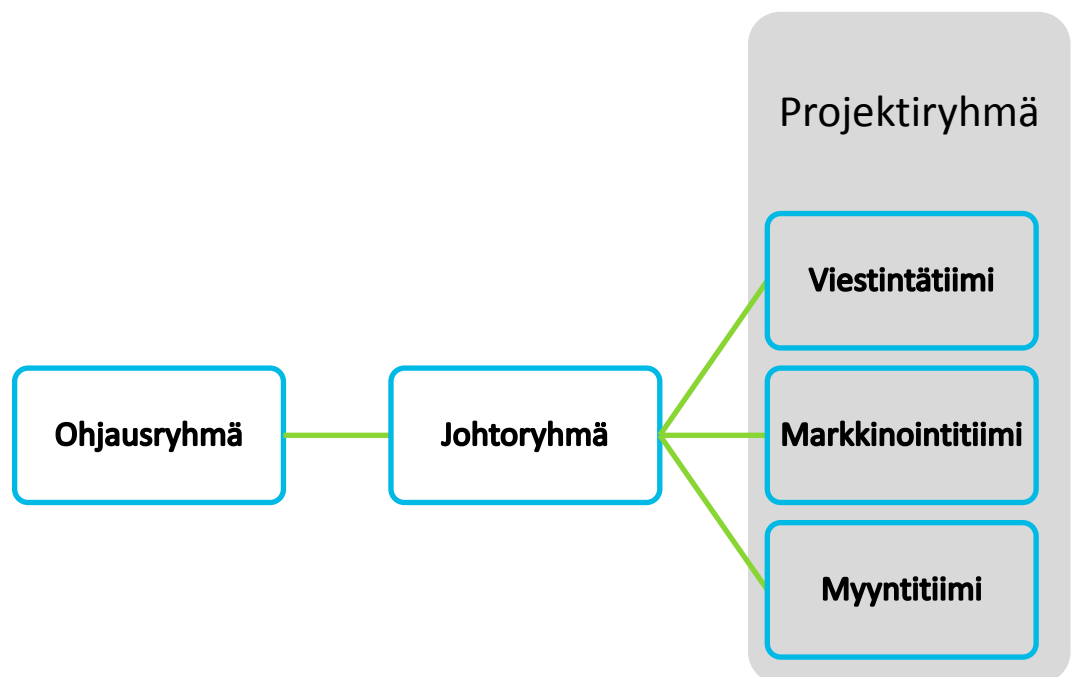 Projektiryhmä
Viestintätiimi
Ohjausryhmä
Johtoryhmä
Markkinointitiimi
Myyntitiimi